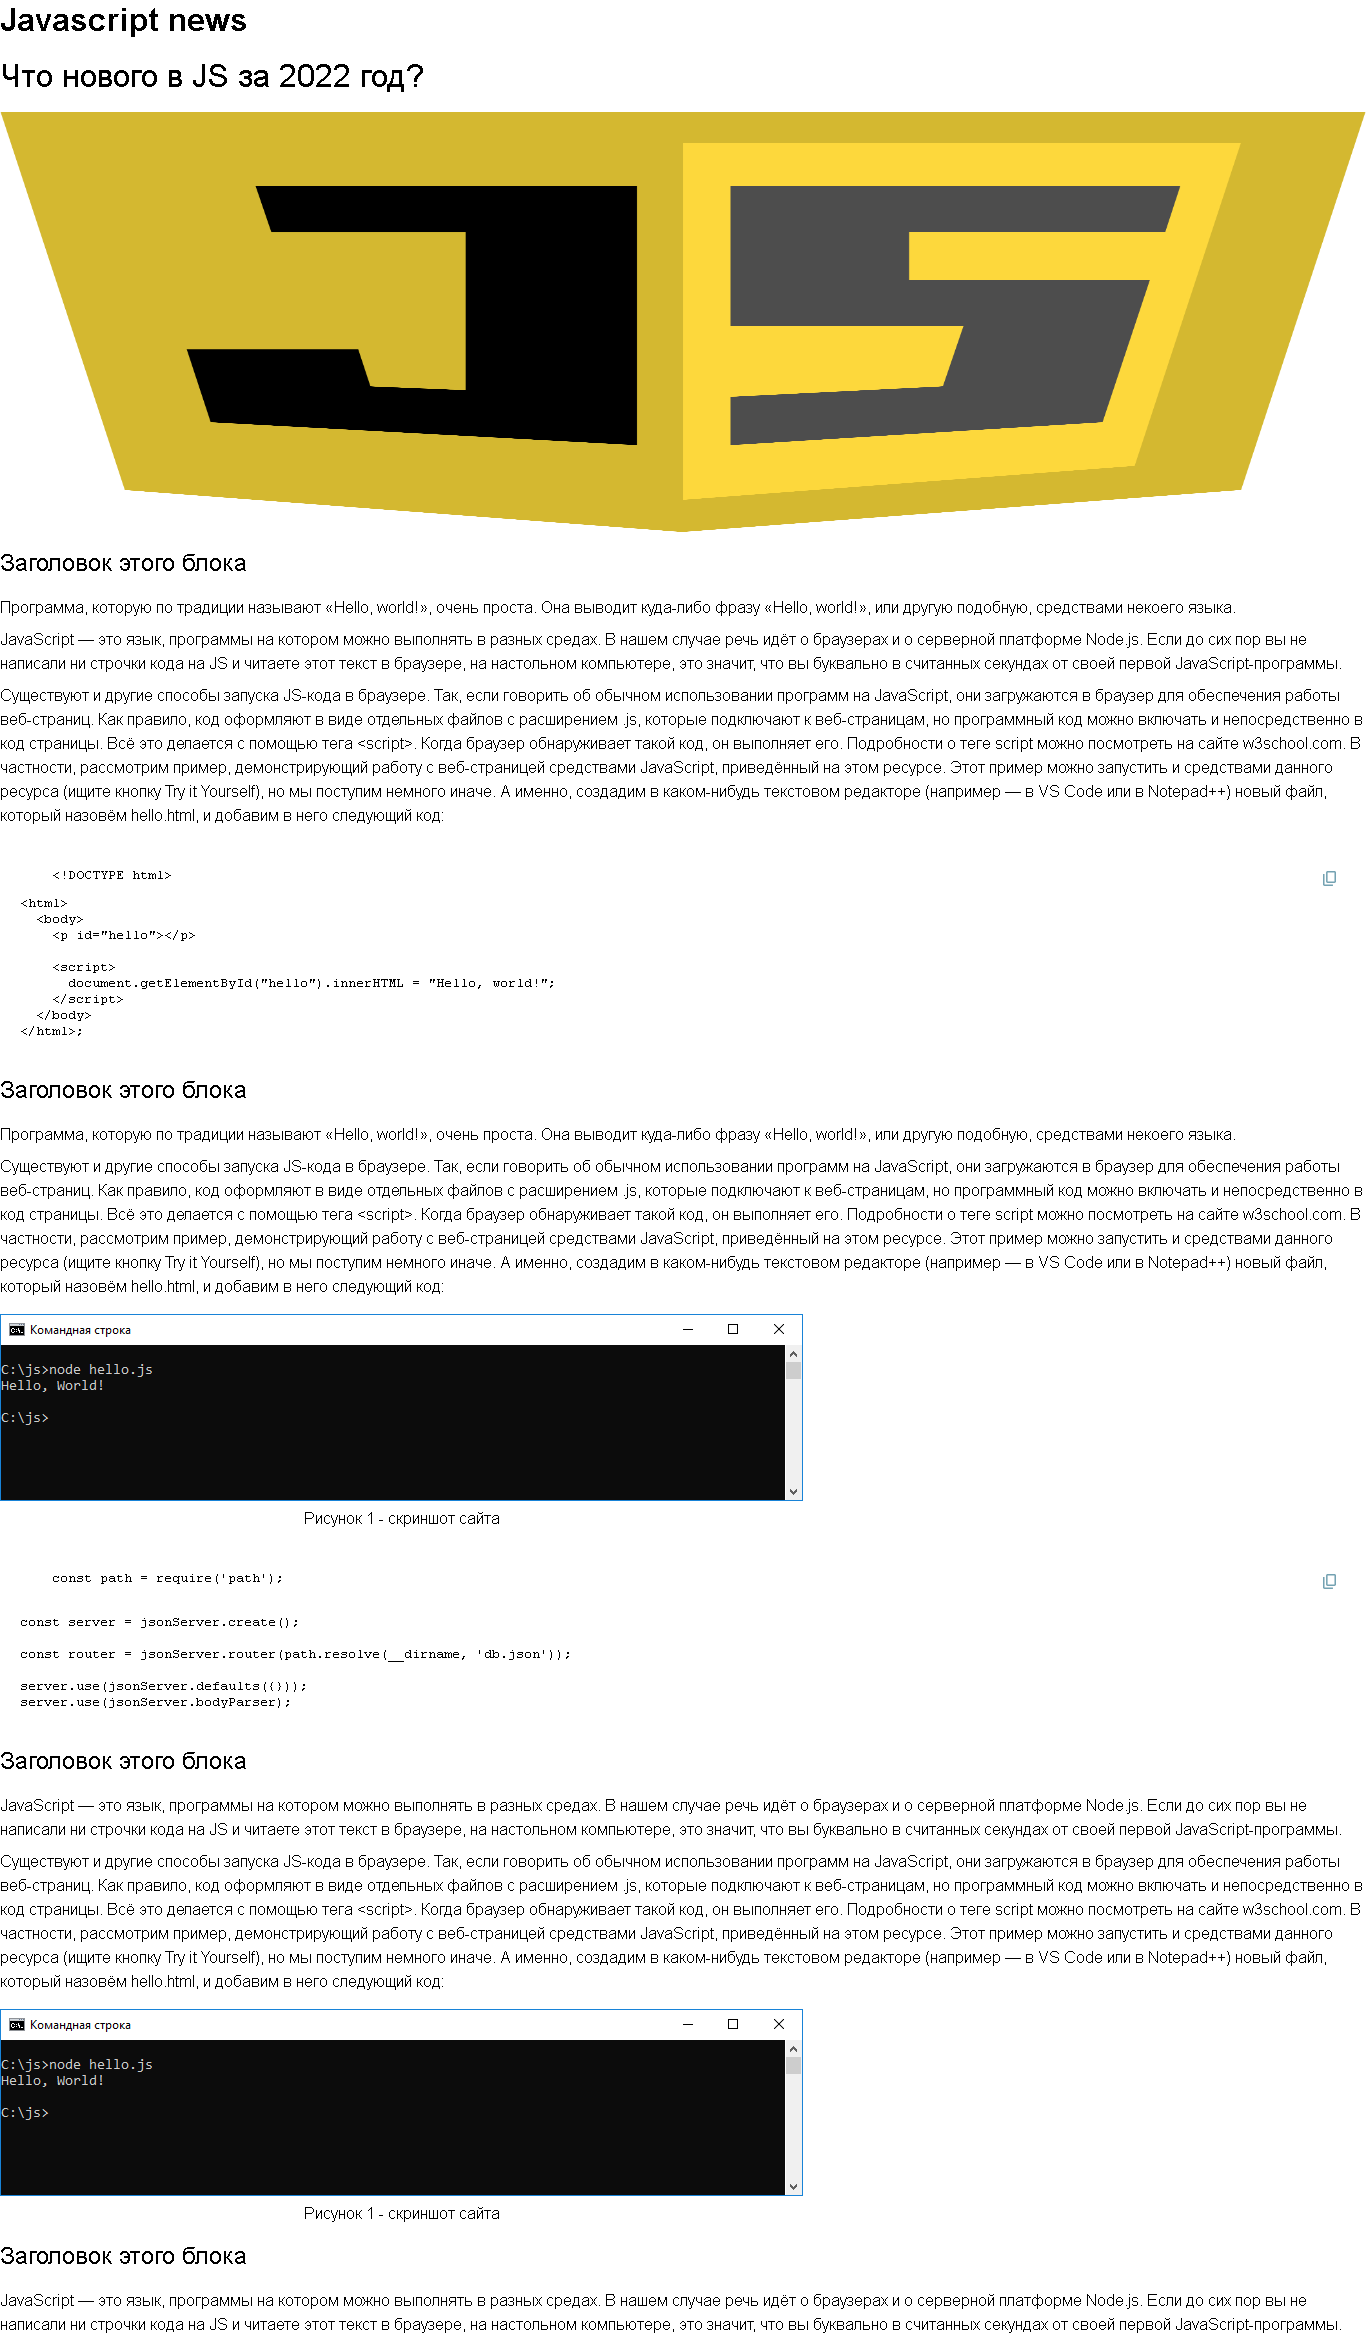 Javascript news
Что нового в JS за 2022 год?
JS
Заголовок этого блока
Программа, которую по традиции называют «Hello, world!», очень проста. Она выводит куда-либо фразу «Hello, world!», или другую подобную, средствами некоего языка.
JavaScript — это язык, программы на котором можно выполнять в разных средах. В нашем случае речь идёт о браузерах и о серверной платформе Node.js. Если до сих пор вы не
написали ни строчки кода на JS и читаете этот текст в браузере, на настольном компьютере, это значит, что вы буквально в считанных секундах от своей первой JavaScript-программы.
Существуют и другие способы запуска JS-кода в браузере. Так, если говорить об обычном использовании программ на JavaScript, они загружаются в браузер для обеспечения работы
веб-страниц. Как правило, код оформляют в виде отдельных файлов с расширением .js, которые подключают к веб-страницам, но программный код можно включать и непосредственно в
код страницы. Всё это делается с помощью тега <script>. Когда браузер обнаруживает такой код, он выполняет его. Подробности о теге script можно посмотреть на сайте w3school.com. В
частности, рассмотрим пример, демонстрирующий работу с веб-страницей средствами JavaScript, приведённый на этом ресурсе. Этот пример можно запустить и средствами данного
ресурса (ищите кнопку Try it Yourself), но мы поступим немного иначе. А именно, создадим в каком-нибудь текстовом редакторе (например — в VS Code или в Notepad++) новый файл,
который назовём hello.html, и добавим в него следующий код:
<!DOCTYPE html>
<html>
<body>
<p id="hello"></p>
<script>
document.getElementById("hello").innerHTML = "Hello, world!";
</script>
</body>
</html>;
Заголовок этого блока
Программа, которую по традиции называют «Hello, world!», очень проста. Она выводит куда-либо фразу «Hello, world!», или другую подобную, средствами некоего языка.
Существуют и другие способы запуска JS-кода в браузере. Так, если говорить об обычном использовании программ на JavaScript, они загружаются в браузер для обеспечения работы
веб-страниц. Как правило, код оформляют в виде отдельных файлов с расширением .js, которые подключают к веб-страницам, но программный код можно включать и непосредственно в
код страницы. Всё это делается с помощью тега <script>. Когда браузер обнаруживает такой код, он выполняет его. Подробности о теге script можно посмотреть на сайте w3school.com. В
частности, рассмотрим пример, демонстрирующий работу с веб-страницей средствами JavaScript, приведённый на этом ресурсе. Этот пример можно запустить и средствами данного
ресурса (ищите кнопку Try it Yourself), но мы поступим немного иначе. А именно, создадим в каком-нибудь текстовом редакторе (например — в VS Code или в Notepad++) новый файл,
который назовём hello.html, и добавим в него следующий код:
Командная строка
C:\js>node hello.js
Hello, World!
C:\js>
Рисунок 1 - скриншот сайта
const path = require('path');
const server = jsonServer.create();
const router = jsonServer.router(path.resolve(__dirname, 'db.json'));
server.use(jsonServer.defaults({}));
server.use(jsonServer.bodyParser);
Заголовок этого блока
JavaScript — это язык, программы на котором можно выполнять в разных средах. В нашем случае речь идёт о браузерах и о серверной платформе Node.js. Если до сих пор вы не
написали ни строчки кода на JS и читаете этот текст в браузере, на настольном компьютере, это значит, что вы буквально в считанных секундах от своей первой JavaScript-программы.
Существуют и другие способы запуска JS-кода в браузере. Так, если говорить об обычном использовании программ на JavaScript, они загружаются в браузер для обеспечения работы
веб-страниц. Как правило, код оформляют в виде отдельных файлов с расширением .js, которые подключают к веб-страницам, но программный код можно включать и непосредственно в
код страницы. Всё это делается с помощью тега <script>. Когда браузер обнаруживает такой код, он выполняет его. Подробности о теге script можно посмотреть на сайте w3school.com. В
частности, рассмотрим пример, демонстрирующий работу с веб-страницей средствами JavaScript, приведённый на этом ресурсе. Этот пример можно запустить и средствами данного
ресурса (ищите кнопку Try it Yourself), но мы поступим немного иначе. А именно, создадим в каком-нибудь текстовом редакторе (например — в VS Code или в Notepad++) новый файл,
который назовём hello.html, и добавим в него следующий код:
Командная строка
C:\js>node hello.js
Hello, World!
C:\js>
Рисунок 1 - скриншот сайта
Заголовок этого блока
JavaScript — это язык, программы на котором можно выполнять в разных средах. В нашем случае речь идёт о браузерах и о серверной платформе Node.js. Если до сих пор вы не
написали ни строчки кода на JS и читаете этот текст в браузере, на настольном компьютере, это значит, что вы буквально в считанных секундах от своей первой JavaScript-программы.